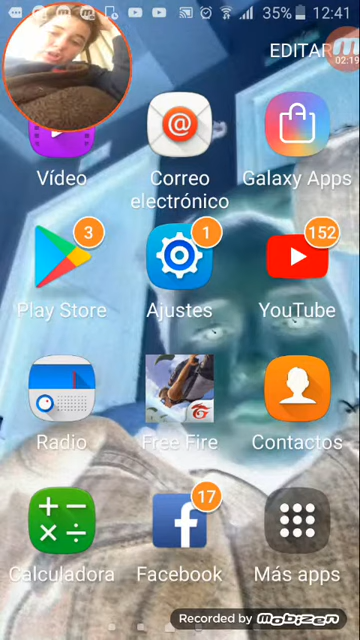 35% 12:41
EDITAR
02:19
Vídeo
Correo
electrónico
Galaxy Apps
3
Play Store
1
Ajustes
152
YouTube
Radio
Free Fire
Contactos
Calculadora
17
Facebook
Más apps
Recorded by Mobizen